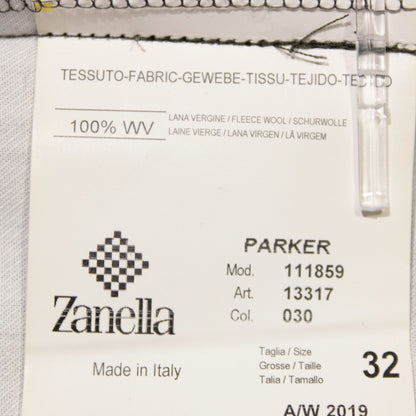 TESSUTO-FABRIC-GEWEBE-TISSU-TEJIDO-TECIDO
100% WV
LANA VERGINE / FLEECE WOOL / SCHURWOLLE
LAINE VIERGE / LANA VIRGEN / LÃ VIRGEM
PARKER
Mod. 111859
Art. 13317
Col. 030
Zanella
Made in Italy
Taglia / Size
Grosse / Taille
Talia / Tamallo
32
A/W 2019